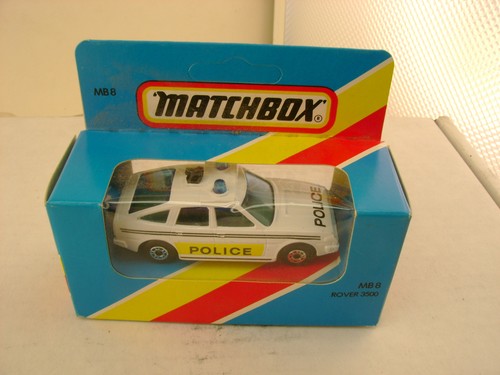 MB 8
'MATCHBOX'®
POLICE
POLICE
MB 8
ROVER 3500